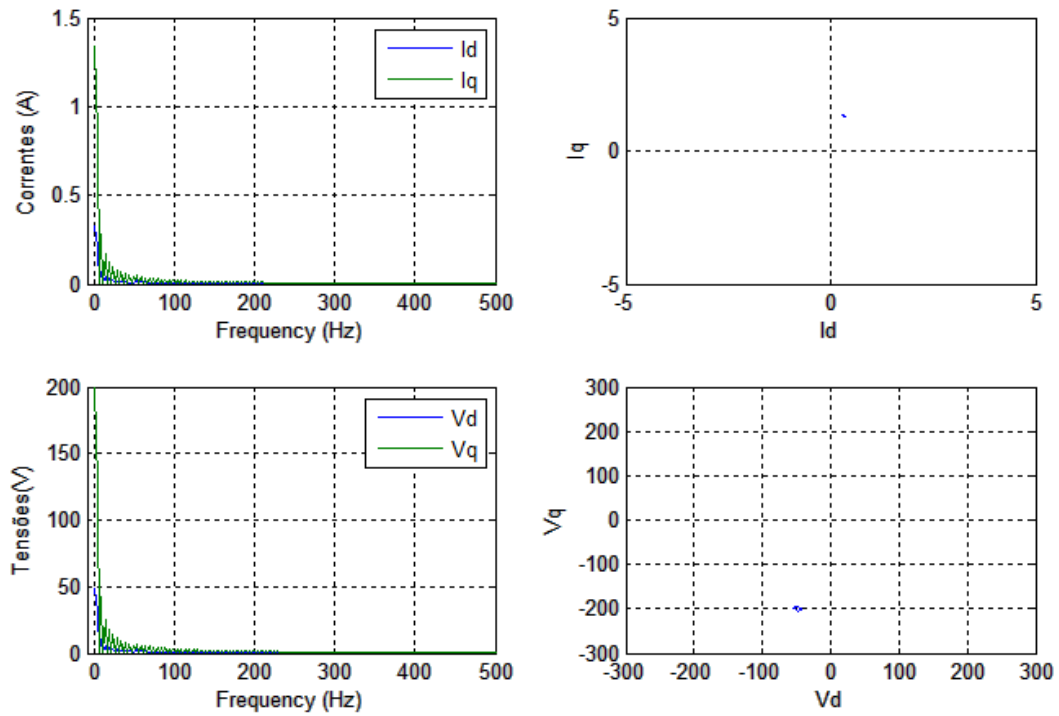 1.5
1
0.5
0
Correntes (A)
0 100 200 300 400 500
Frequency (Hz)
Id
Iq
5
0
-5
Iq
-5 0 5
Id
200
150
100
50
0
Tensões(V)
0 100 200 300 400 500
Frequency (Hz)
Vd
Vq
300
200
100
0
-100
-200
-300
Vq
-300 -200 -100 0 100 200 300
Vd